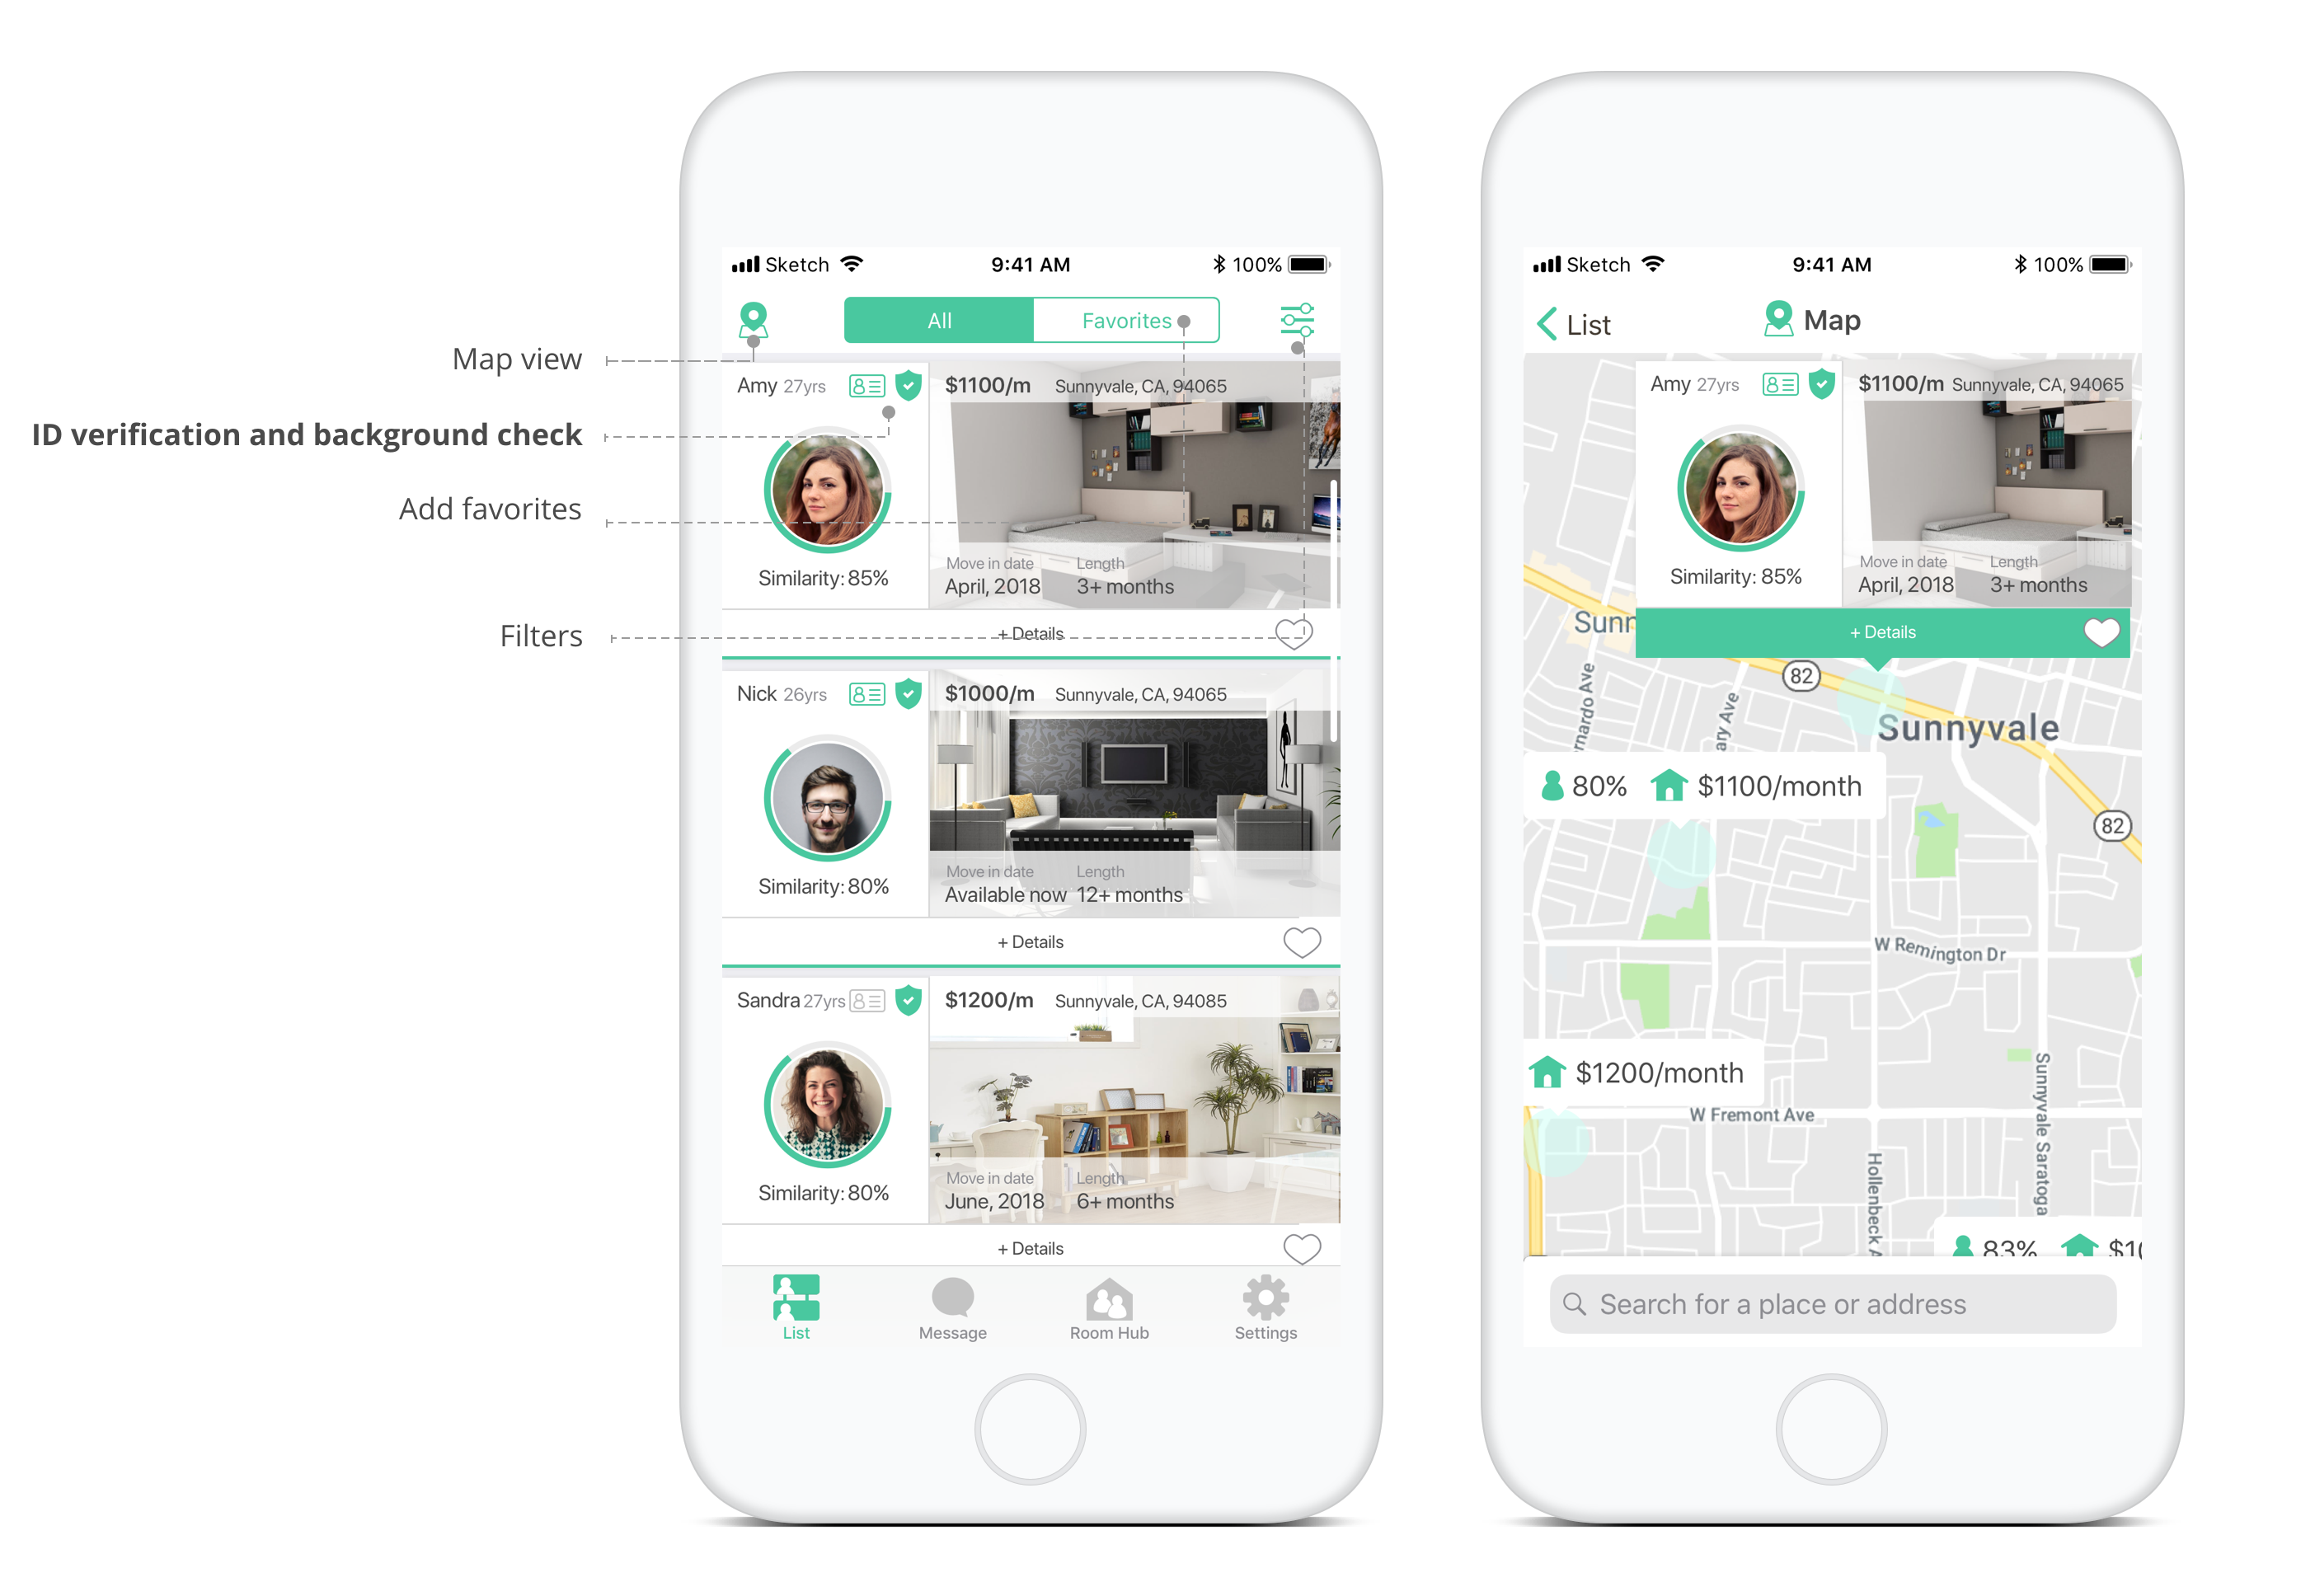 Map view
ID verification and background check
Add favorites
Filters
Sketch 9:41 AM 100%
All Favorites
Amy 27yrs $1100/m Sunnyvale, CA, 94065
Similarity: 85%
Move in date Length
April, 2018 3+ months
+ Details
Nick 26yrs $1000/m Sunnyvale, CA, 94065
Similarity: 80%
Move in date Length
Available now 12+ months
+ Details
Sandra 27yrs $1200/m Sunnyvale, CA, 94085
Similarity: 80%
Move in date Length
June, 2018 6+ months
+ Details
List Message Room Hub Settings
Sketch 9:41 AM 100%
List Map
Amy 27yrs $1100/m Sunnyvale, CA, 94065
Similarity: 85%
Move in date Length
April, 2018 3+ months
Sunn
+ Details
82
rnardo Ave
ary Ave
Sunnyvale
80% $1100/month
82
W Remington Dr
$1200/month
W Fremont Ave
Sunnyvale Saratoga
Hollenbeck A
83%
Search for a place or address